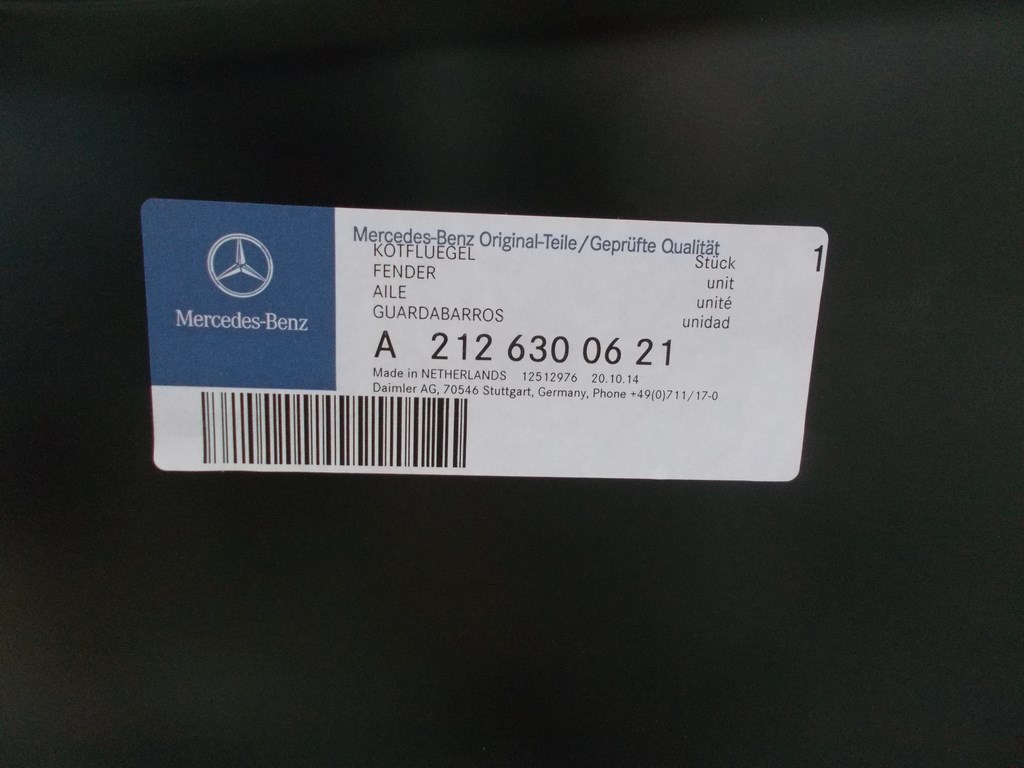 Mercedes-Benz
Mercedes-Benz Original-Teile/Geprüfte Qualität
KOTFLUEGEL Stück 1
FENDER unit
AILE unité
GUARDABARROS unidad
A 212 630 06 21
Made in NETHERLANDS 12512976 20.10.14
Daimler AG, 70546 Stuttgart, Germany, Phone +49(0)711/17-0